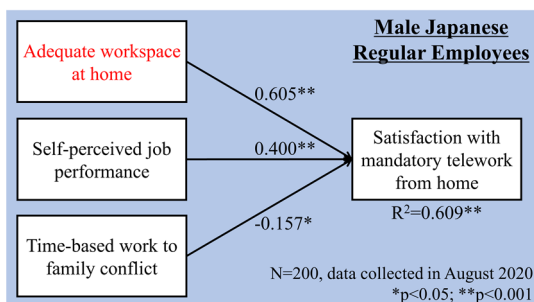 Male Japanese
Regular Employees
Adequate workspace
at home
0.605**
Self-perceived job
performance
0.400**
Satisfaction with
mandatory telework
from home
R²=0.609**
Time-based work to
family conflict
-0.157*
N=200, data collected in August 2020
*p<0.05; **p<0.001